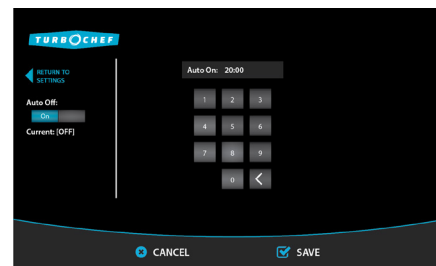 TURBOCHEF
RETURN TO
SETTINGS
Auto Off:
On
Current: [OFF]
Auto On: 20:00
1 2 3
4 5 6
7 8 9
0 <
CANCEL
SAVE